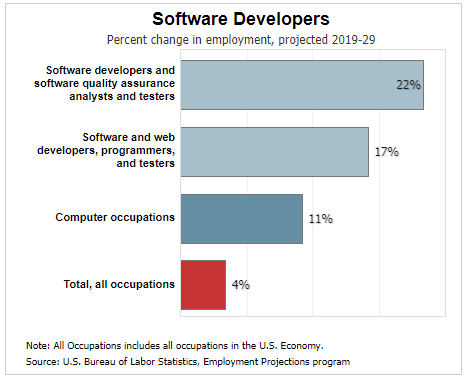 Software Developers
Percent change in employment, projected 2019-29
Software developers and
software quality assurance
analysts and testers
22%
Software and web
developers, programmers,
and testers
17%
Computer occupations
11%
Total, all occupations
4%
Note: All Occupations includes all occupations in the U.S. Economy.
Source: U.S. Bureau of Labor Statistics, Employment Projections program